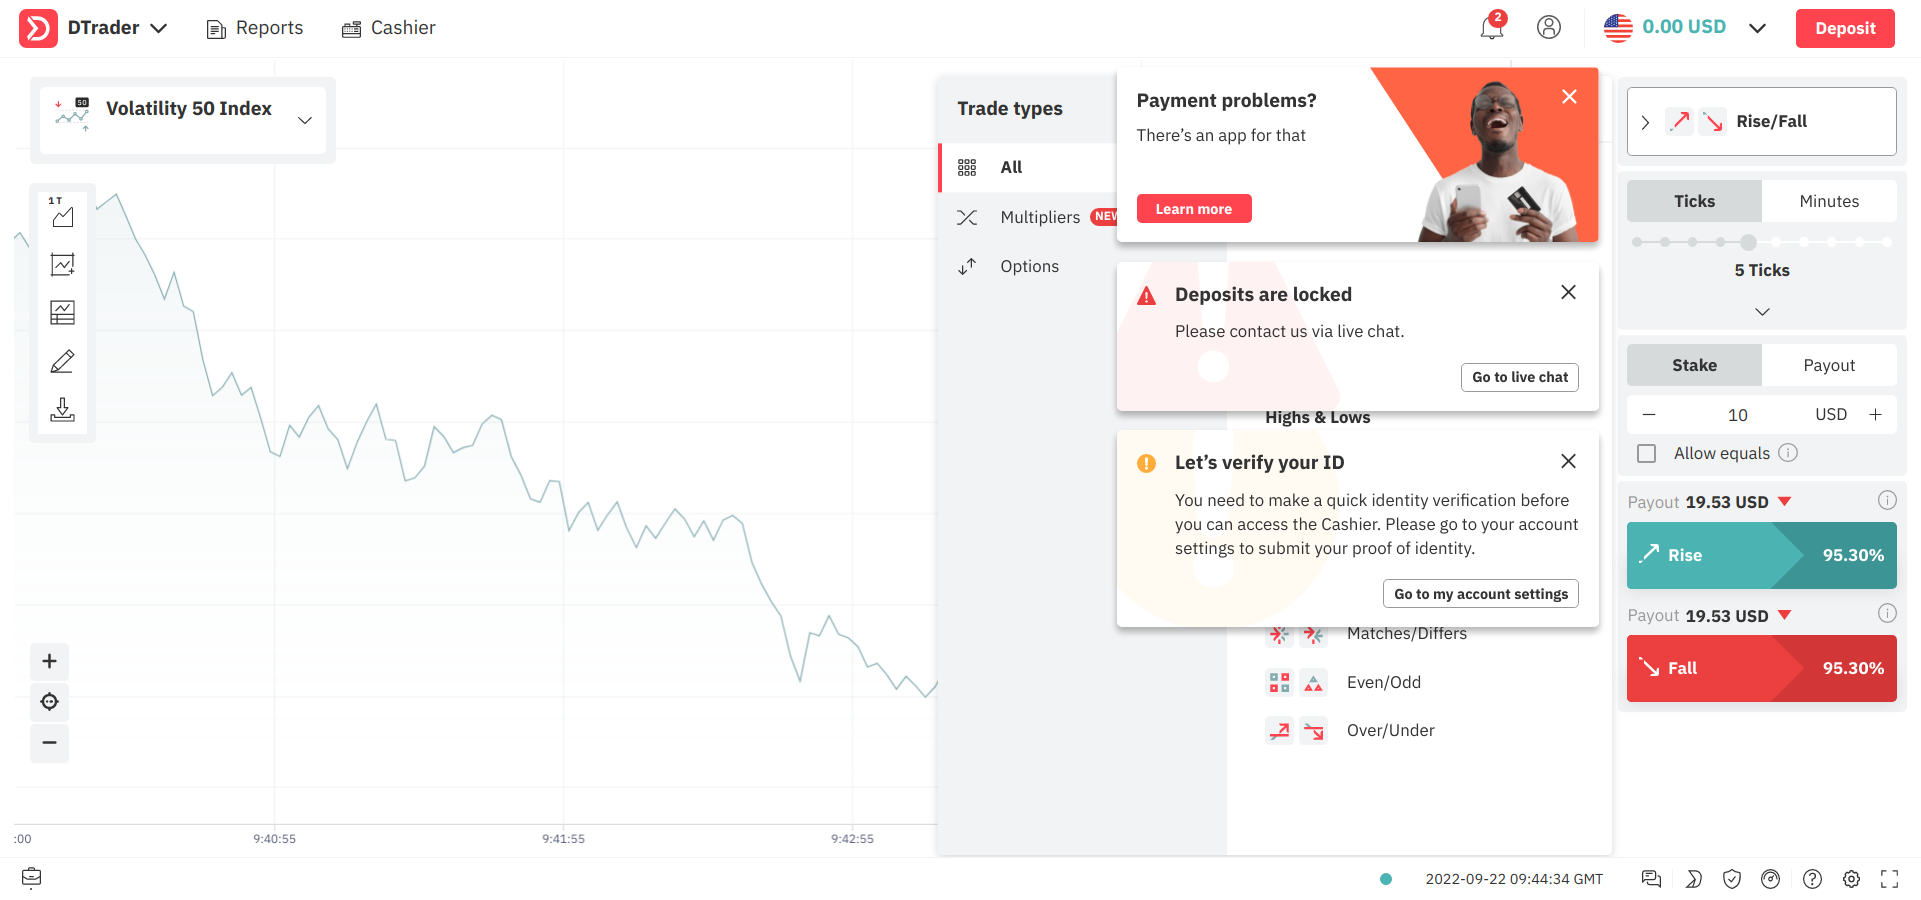 DTrader
Reports
Cashier
2
0.00 USD
Deposit
50
Volatility 50 Index
1T
Trade types
All
Multipliers
Options
Payment problems?
There's an app for that
Learn more
Deposits are locked
Please contact us via live chat.
Go to live chat
Highs & Lows
Let's verify your ID
You need to make a quick identity verification before
you can access the Cashier. Please go to your account
settings to submit your proof of identity.
Go to my account settings
Matches/Differs
Even/Odd
Over/Under
Rise/Fall
Ticks
Minutes
5 Ticks
Stake
Payout
10
USD
Allow equals
Payout 19.53 USD
Rise
95.30%
Payout 19.53 USD
Fall
95.30%
:00
9:40:55
9:41:55
9:42:55
2022-09-22 09:44:34 GMT